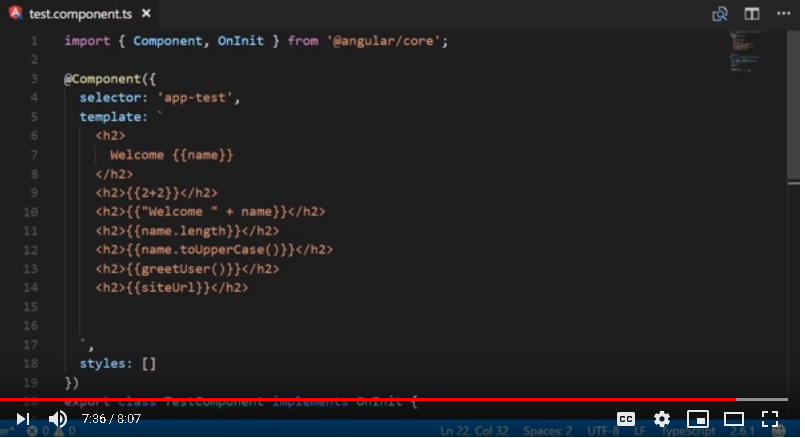 test.component.ts
1 import { Component, OnInit } from '@angular/core';
2
3 @Component({
4 selector: 'app-test',
5 template: `
6 <h2>
7 Welcome {{name}}
8 </h2>
9 <h2>{{2+2}}</h2>
10 <h2>{{"Welcome " + name}}</h2>
11 <h2>{{name.length}}</h2>
12 <h2>{{name.toUpperCase()}}</h2>
13 <h2>{{greetUser()}}</h2>
14 <h2>{{siteUrl}}</h2>
15
16
17 `,
18 styles: []
19 })
20 export class TestComponent implements OnInit {
7:36 / 8:07
CC
0 0 Ln 22, Col 32 Spaces: 2 UTF-8 LF TypeScript 2.6.1